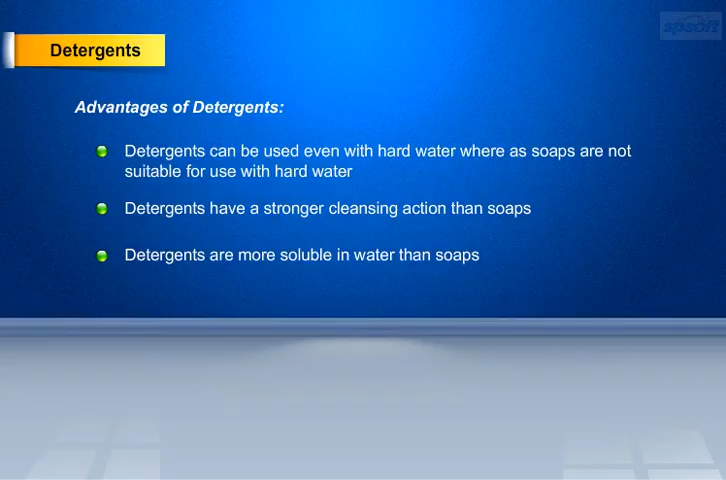 spsoft
Detergents
Advantages of Detergents:
Detergents can be used even with hard water where as soaps are not
suitable for use with hard water
Detergents have a stronger cleansing action than soaps
Detergents are more soluble in water than soaps